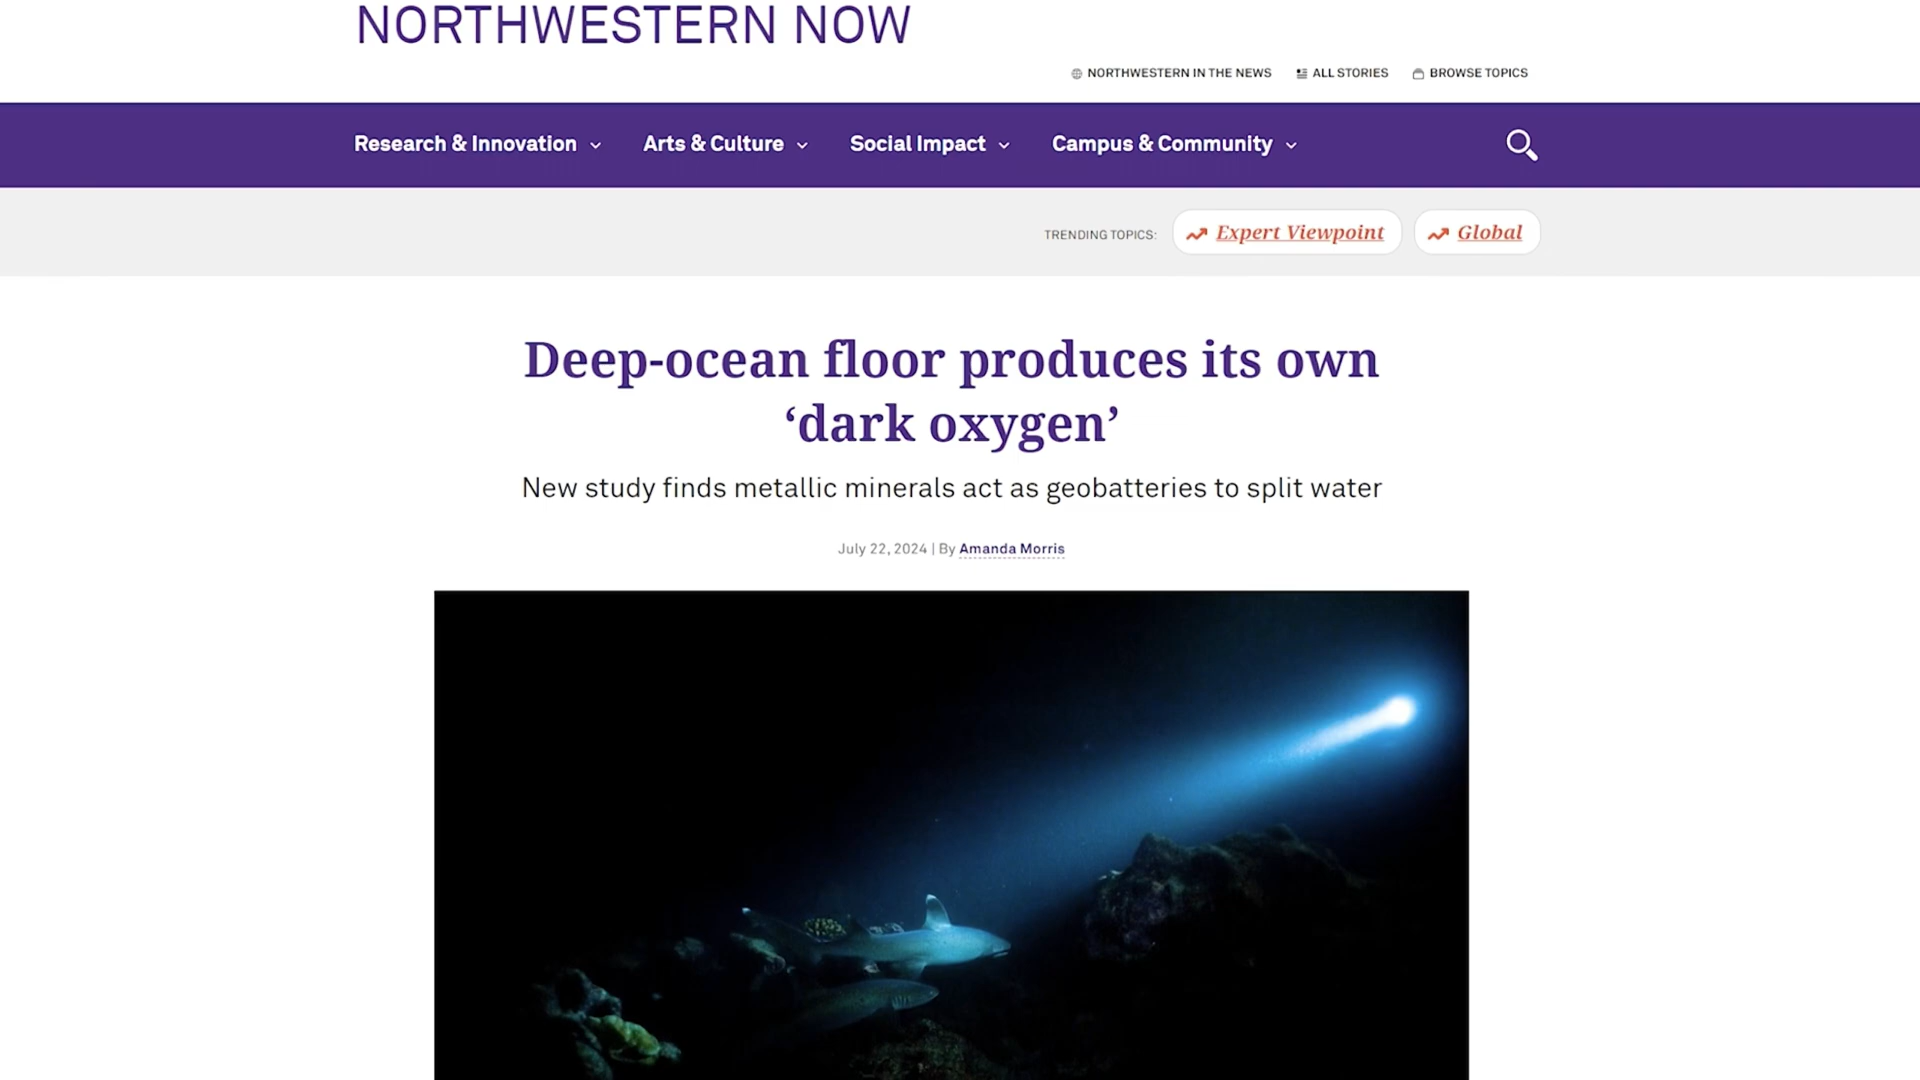 NORTHWESTERN NOW
NORTHWESTERN IN THE NEWS ALL STORIES BROWSE TOPICS
Research & Innovation Arts & Culture Social Impact Campus & Community
TRENDING TOPICS: Expert Viewpoint Global
Deep-ocean floor produces its own
‘dark oxygen’
New study finds metallic minerals act as geobatteries to split water
July 22, 2024 | By Amanda Morris